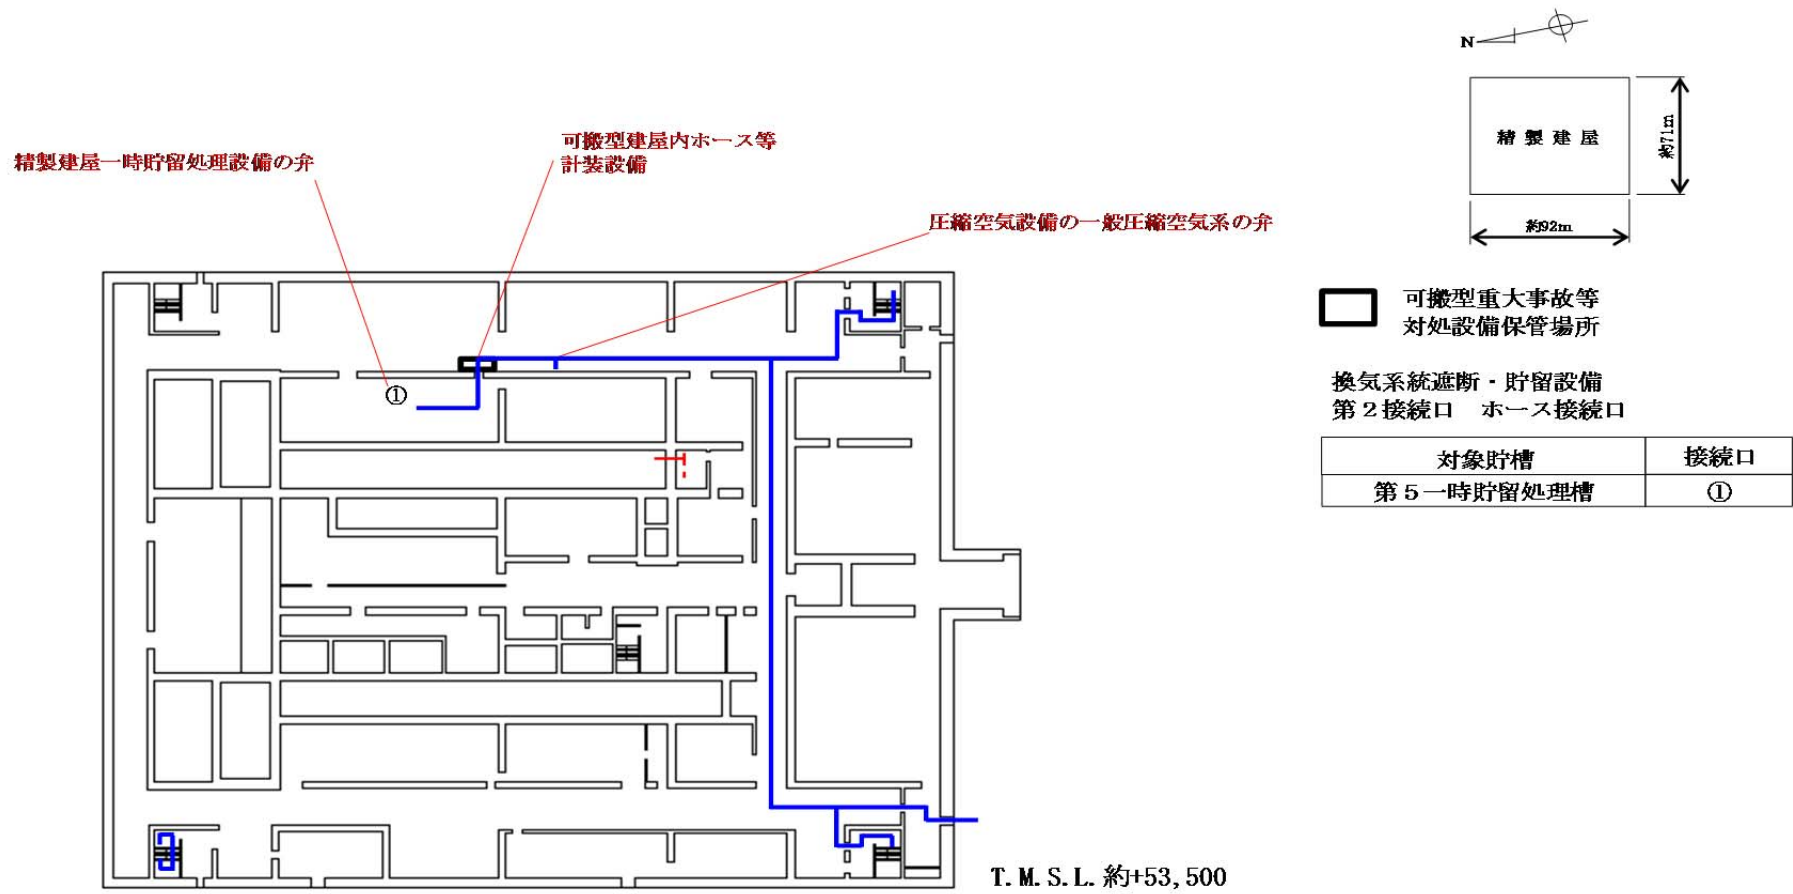 N
精製建屋
約71m
約92m
可搬型建屋内ホース等
計装設備
精製建屋一時貯留処理設備の弁
圧縮空気設備の一般圧縮空気系の弁
①
可搬型重大事故等
対処設備保管場所
換気系統遮断・貯留設備
第2接続口　ホース接続口
対象貯槽 接続口
第5一時貯留処理槽 ①
T.M.S.L. 約+53,500